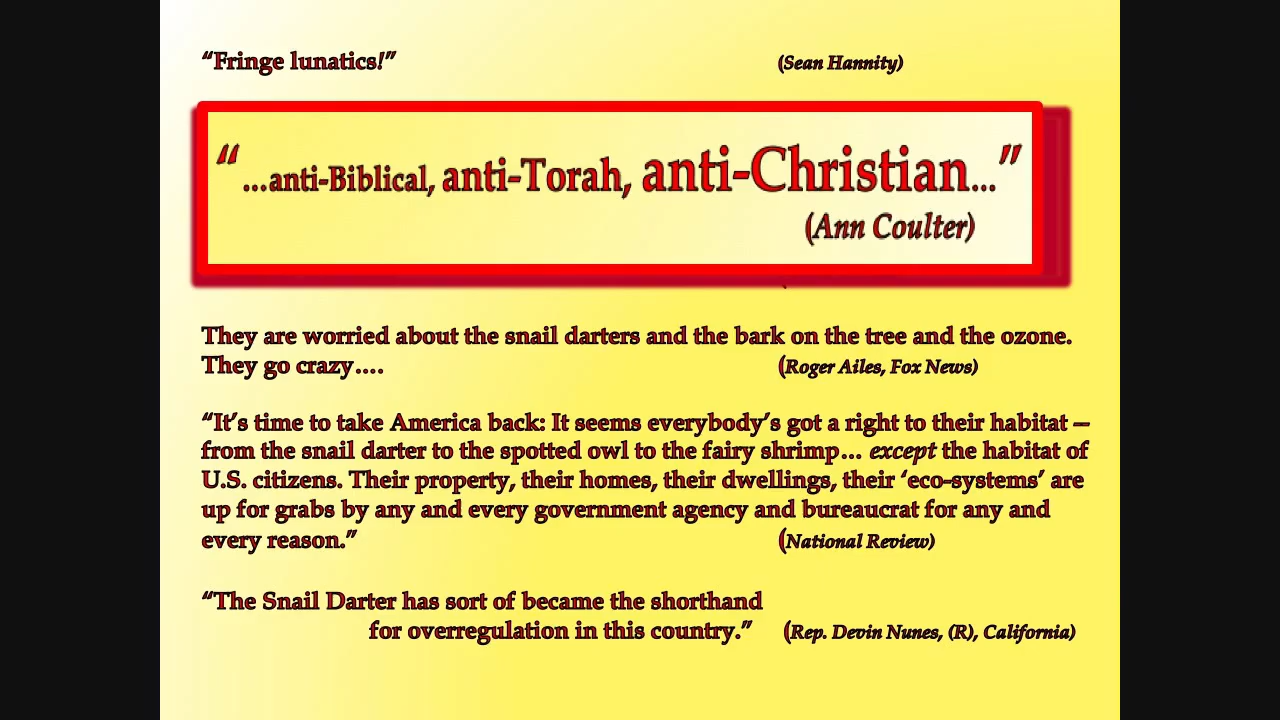 “Fringe lunatics!” (Sean Hannity)
“ ...anti-Biblical, anti-Torah, anti-Christian...”
(Ann Coulter)
They are worried about the snail darters and the bark on the tree and the ozone.
They go crazy…. (Roger Ailes, Fox News)
“It’s time to take America back: It seems everybody’s got a right to their habitat –
from the snail darter to the spotted owl to the fairy shrimp… except the habitat of
U.S. citizens. Their property, their homes, their dwellings, their ‘eco-systems’ are
up for grabs by any and every government agency and bureaucrat for any and
every reason.” (National Review)
“The Snail Darter has sort of became the shorthand
for overregulation in this country.” (Rep. Devin Nunes, (R), California)